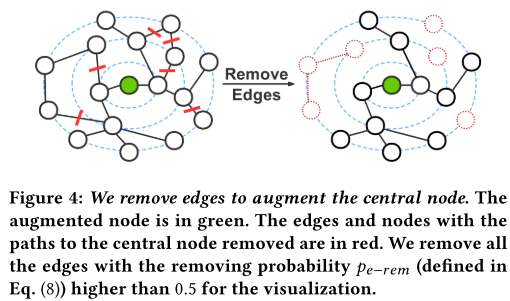 Remove
Edges
Figure 4: We remove edges to augment the central node. The
augmented node is in green. The edges and nodes with the
paths to the central node removed are in red. We remove all
the edges with the removing probability pe−rem (defined in
Eq. (8)) higher than 0.5 for the visualization.